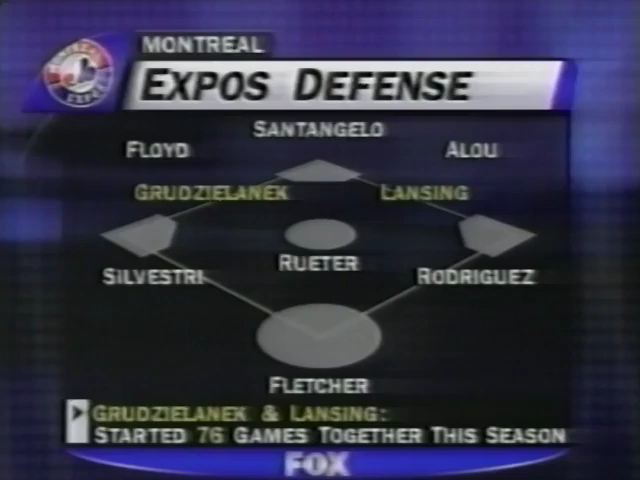 MONTREAL
EXPOS DEFENSE
SANTANGELO
FLOYD ALOU
GRUDZIELANEK LANSING
RUETER
SILVESTRI RODRIGUEZ
FLETCHER
GRUDZIELANEK & LANSING:
STARTED 76 GAMES TOGETHER THIS SEASON
FOX